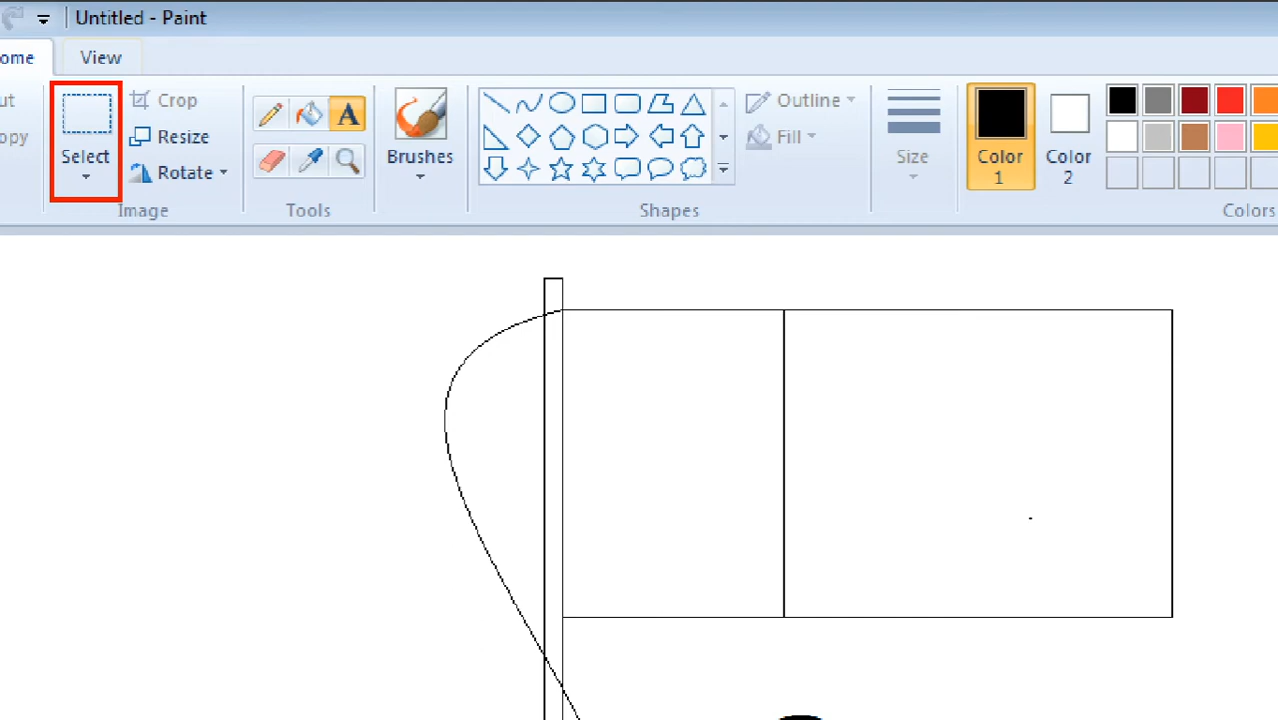 Untitled - Paint
ome View
ut
opy
Select
Crop
Resize
Rotate
Image
A
Tools
Brushes
Shapes
Outline
Fill
Size
Color
1
Color
2
Colors